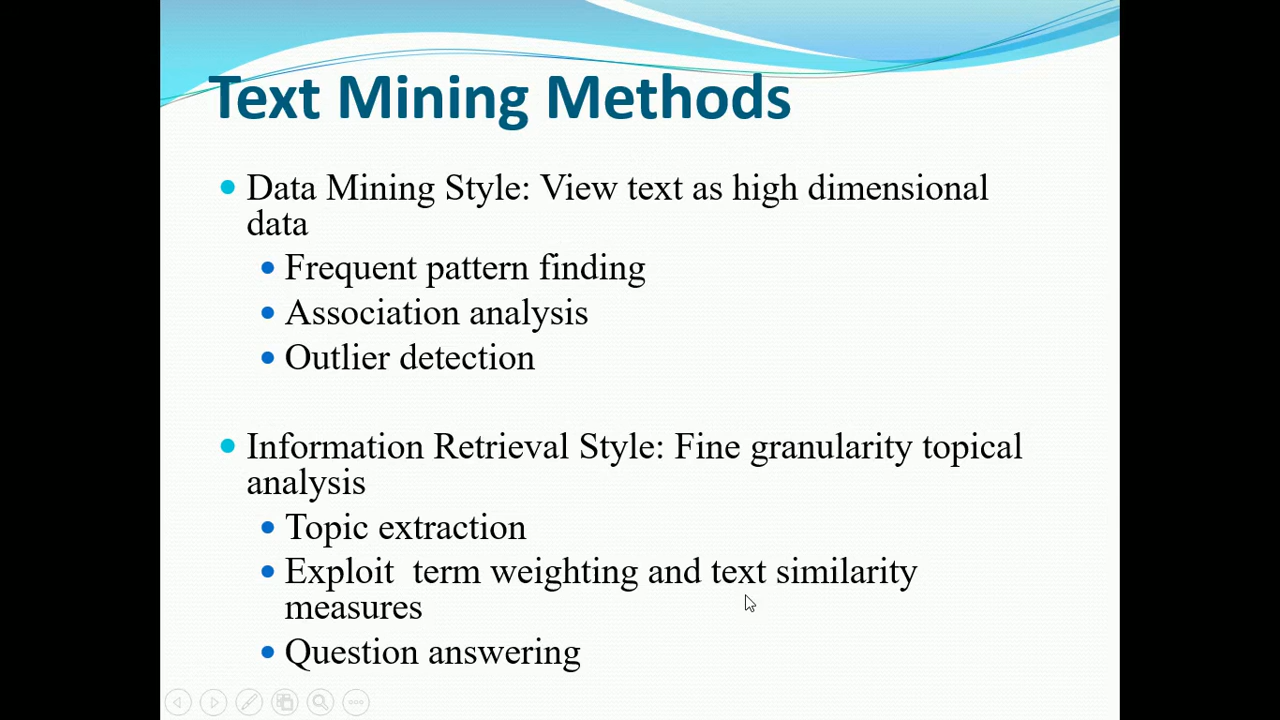 Text Mining Methods
Data Mining Style: View text as high dimensional
data
Frequent pattern finding
Association analysis
Outlier detection
Information Retrieval Style: Fine granularity topical
analysis
Topic extraction
Exploit  term weighting and text similarity
measures
Question answering